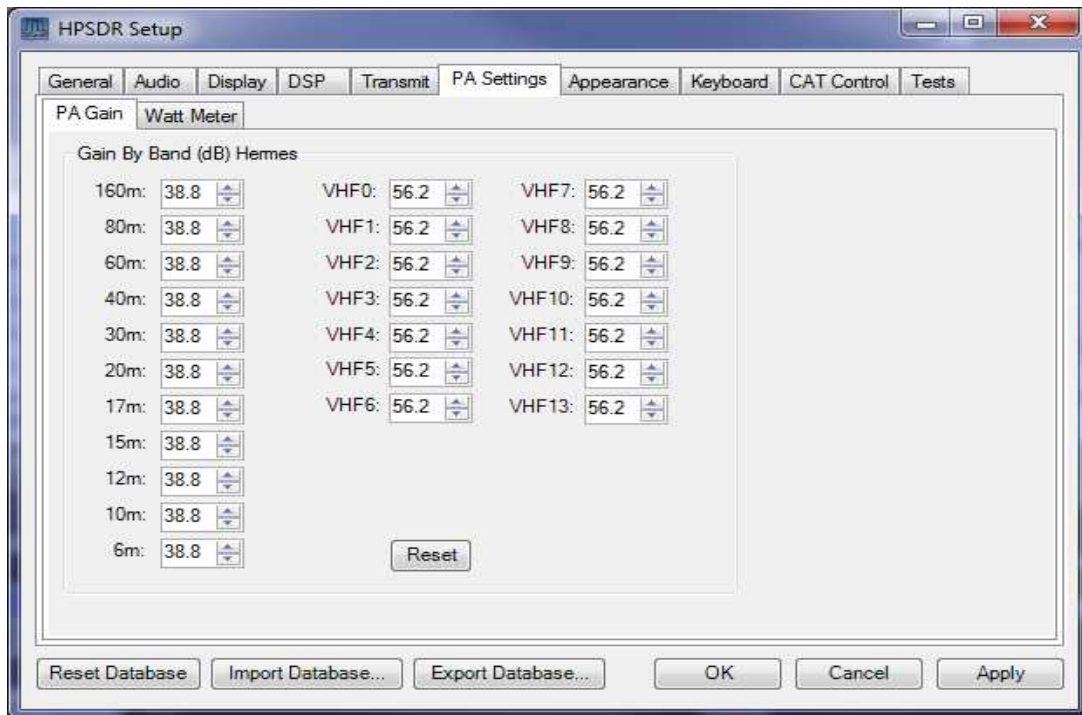 HPSDR Setup
General Audio Display DSP Transmit PA Settings Appearance Keyboard CAT Control Tests
PA Gain Watt Meter
Gain By Band (dB) Hermes
160m: 38.8 VHF0: 56.2 VHF7: 56.2
80m: 38.8 VHF1: 56.2 VHF8: 56.2
60m: 38.8 VHF2: 56.2 VHF9: 56.2
40m: 38.8 VHF3: 56.2 VHF10: 56.2
30m: 38.8 VHF4: 56.2 VHF11: 56.2
20m: 38.8 VHF5: 56.2 VHF12: 56.2
17m: 38.8 VHF6: 56.2 VHF13: 56.2
15m: 38.8
12m: 38.8
10m: 38.8
6m: 38.8 Reset
Reset Database Import Database... Export Database... OK Cancel Apply